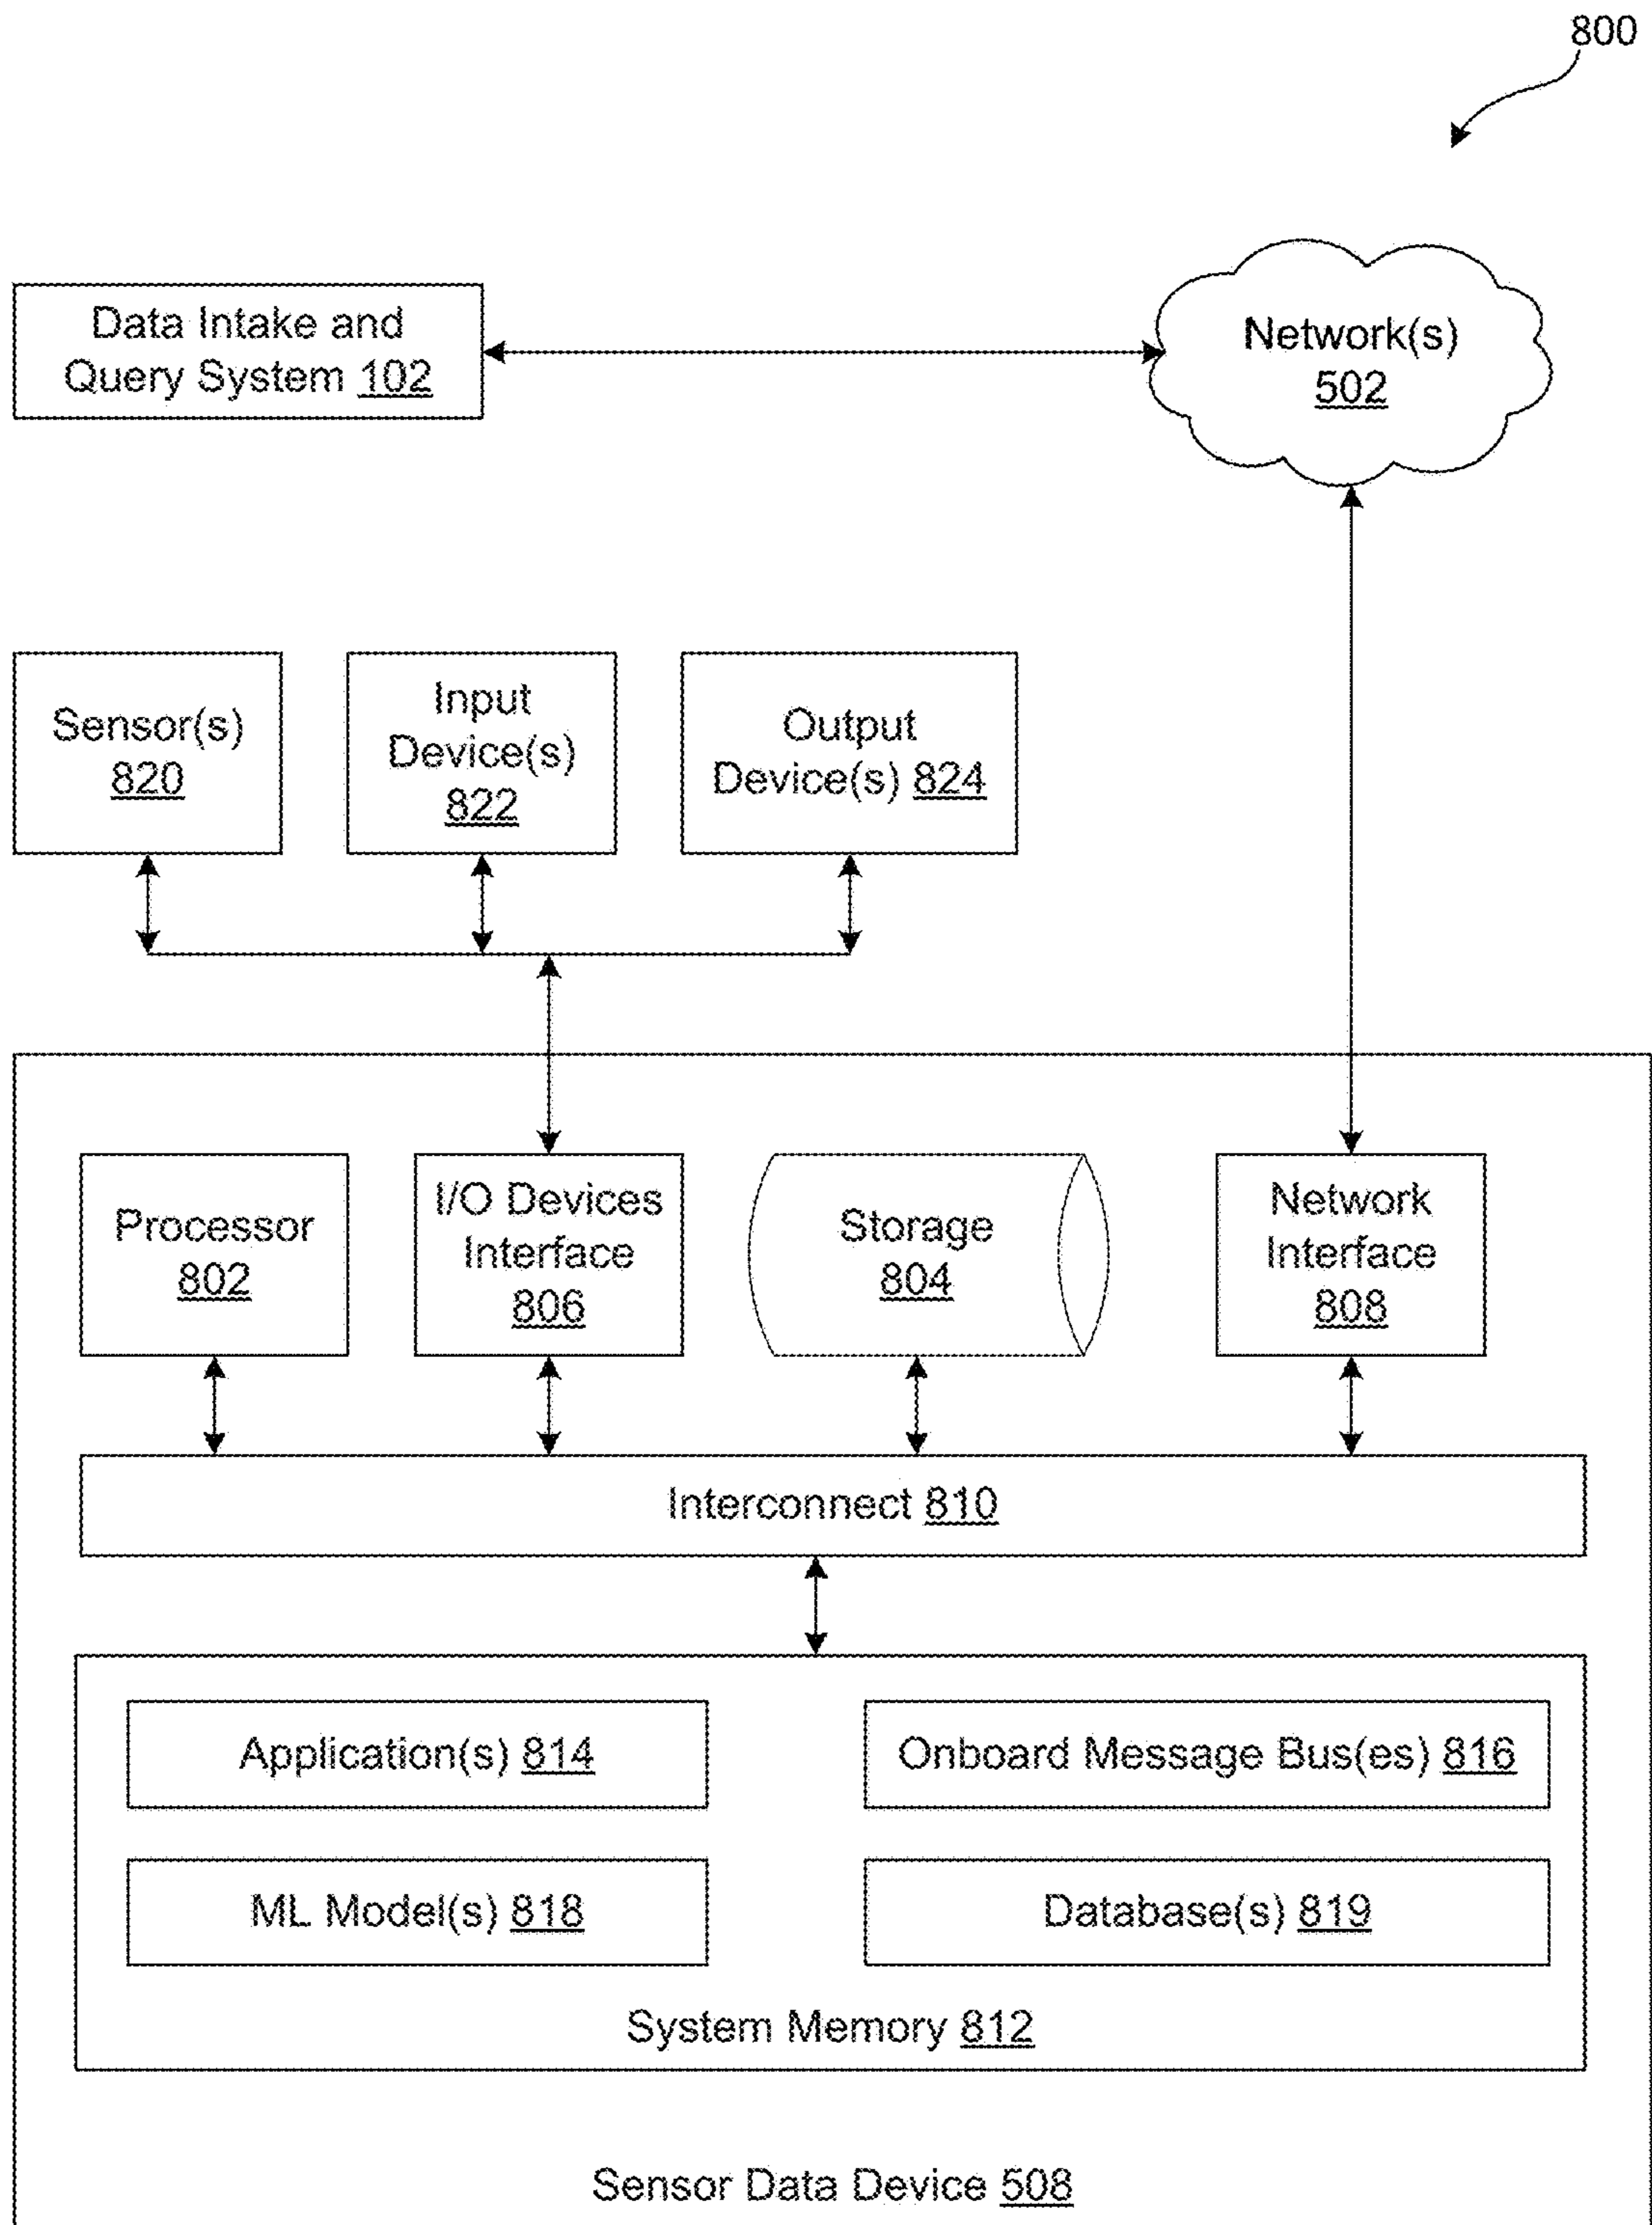 800
Data Intake and
Query System 102
Network(s)
502
Sensor(s)
820
Input
Device(s)
822
Output
Device(s) 824
Processor
802
I/O Devices
Interface
806
Storage
804
Network
Interface
808
Interconnect 810
Application(s) 814
Onboard Message Bus(es) 816
ML Model(s) 818
Database(s) 819
System Memory 812
Sensor Data Device 508